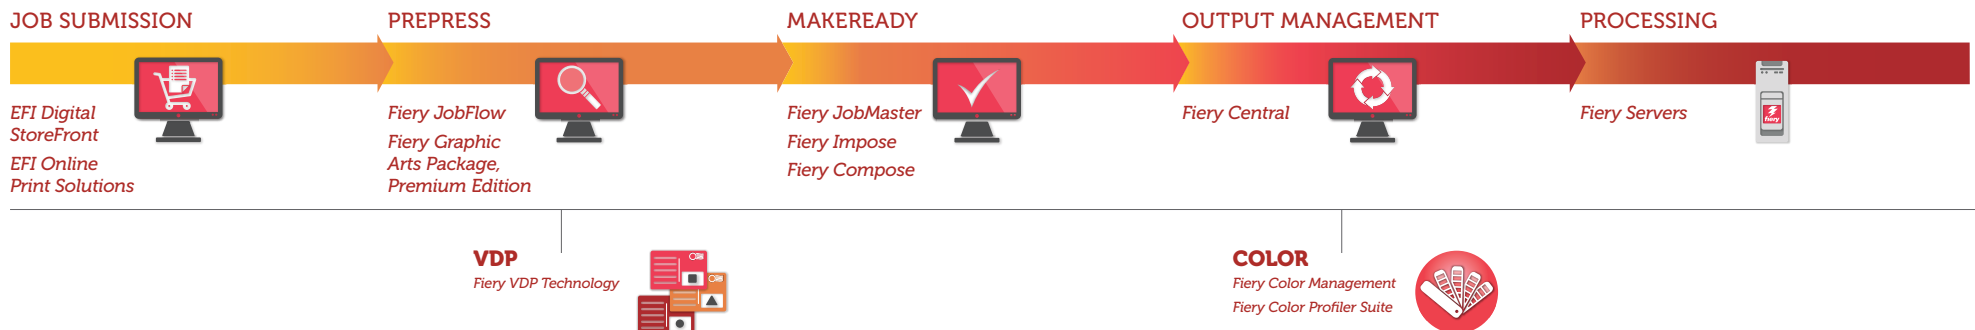 JOB SUBMISSION
PREPRESS
MAKEREADY
OUTPUT MANAGEMENT
PROCESSING
EFI Digital
StoreFront
EFI Online
Print Solutions
Fiery JobFlow
Fiery Graphic
Arts Package,
Premium Edition
Fiery JobMaster
Fiery Impose
Fiery Compose
Fiery Central
Fiery Servers
fiery
VDP
Fiery VDP Technology
COLOR
Fiery Color Management
Fiery Color Profiler Suite